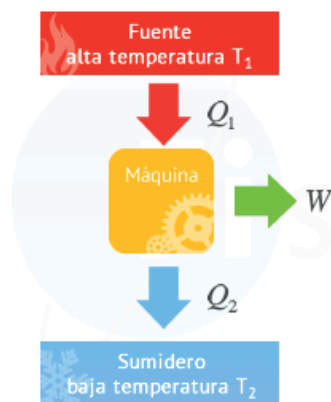 Fuente
alta temperatura T₁
Q₁
Máquina
W
Q₂
Sumidero
baja temperatura T₂